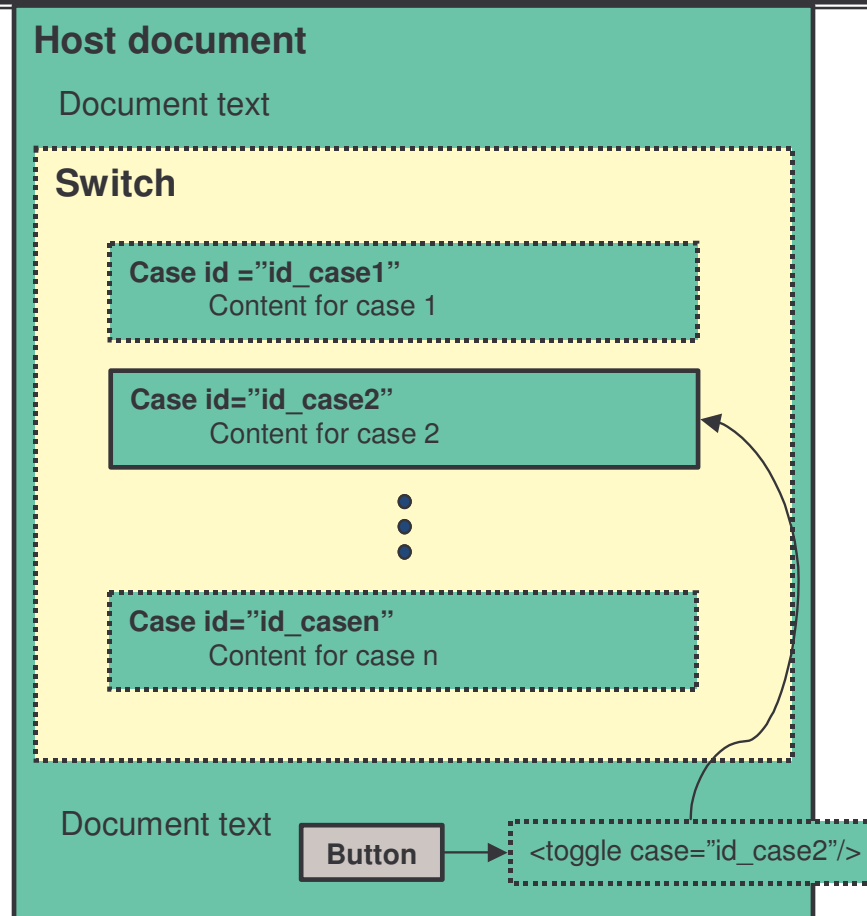 Host document
Document text
Switch
Case id =”id_case1”
Content for case 1
Case id=”id_case2”
Content for case 2
Case id=”id_casen”
Content for case n
Document text
Button
<toggle case=”id_case2”/>